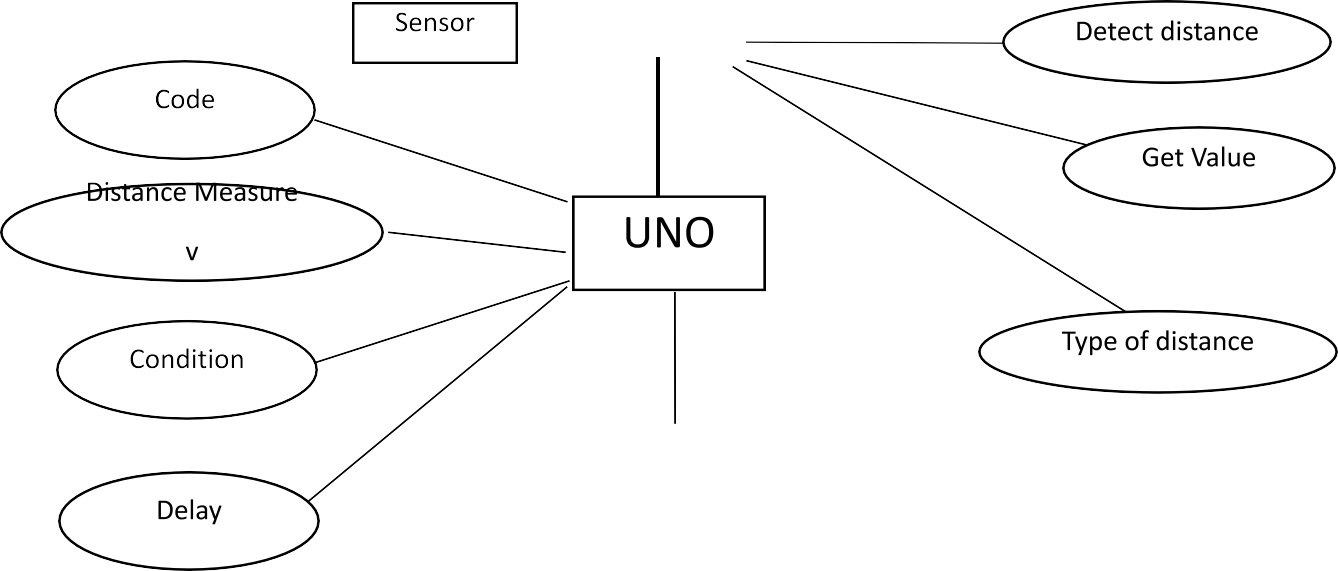 Sensor
Detect distance
Code
Get Value
Distance Measure
v
UNO
Condition
Type of distance
Delay